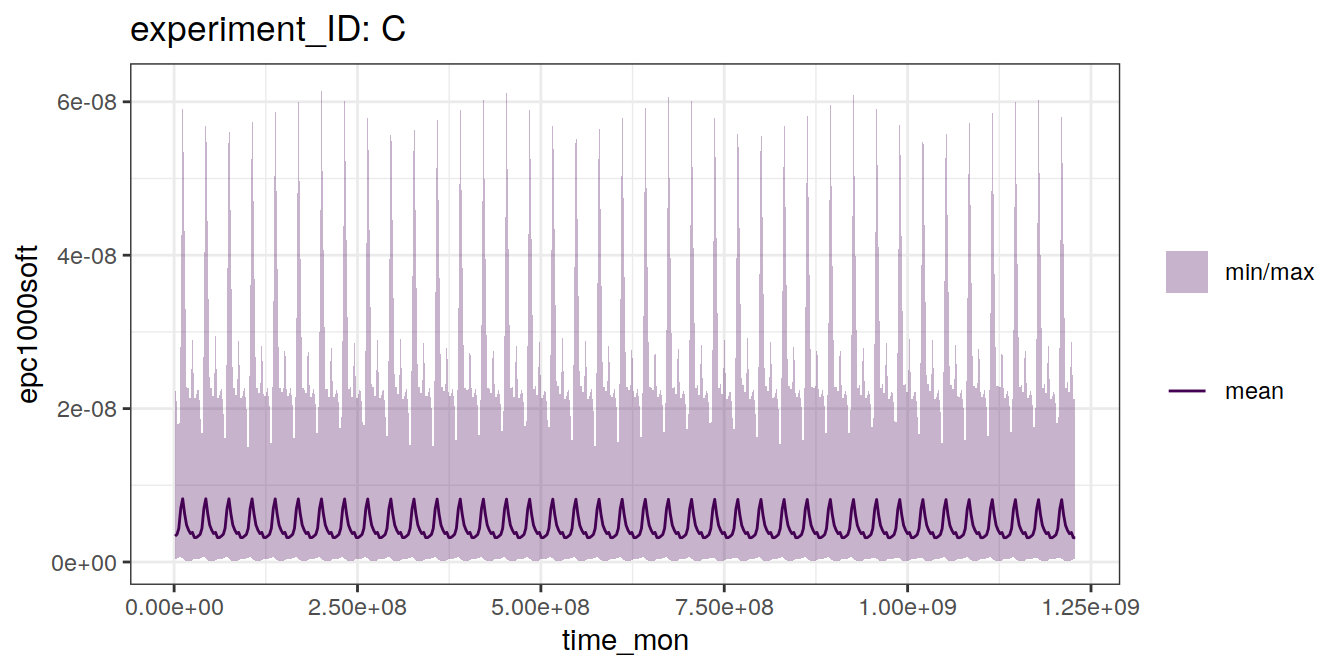 experiment_ID: C
epc1000soft
6e-08
4e-08
2e-08
0e+00
0.00e+00 2.50e+08 5.00e+08 7.50e+08 1.00e+09 1.25e+09
time_mon
min/max
mean